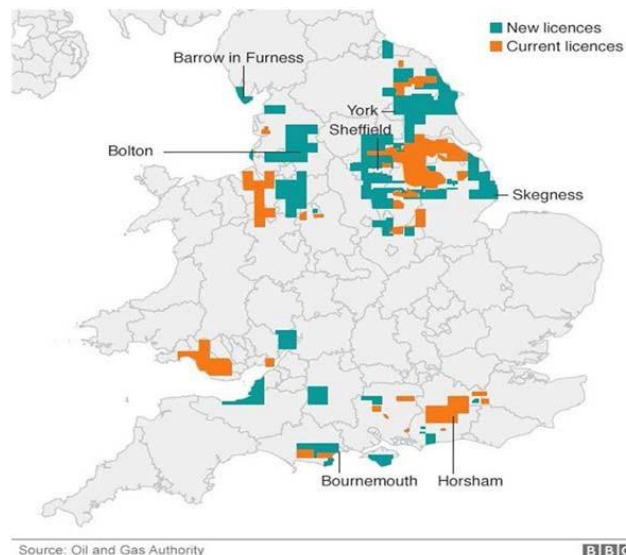 New licences
Current licences
Barrow in Furness
York
Sheffield
Bolton
Skegness
Bournemouth
Horsham
Source: Oil and Gas Authority
BBC